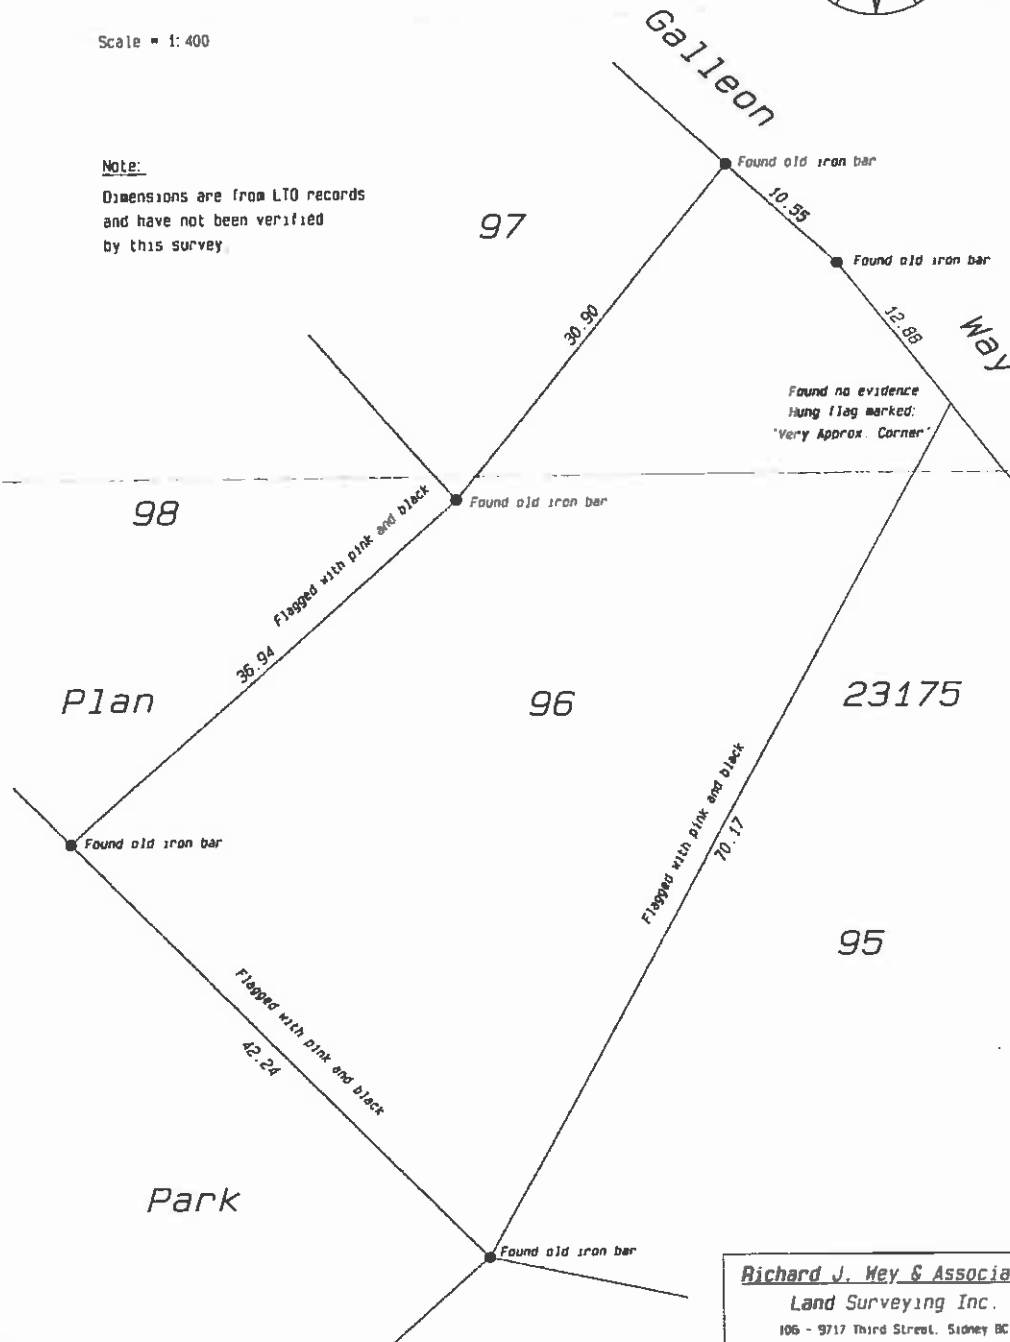 Scale = 1:400
Galleon
Note:
Dimensions are from LTO records
and have not been verified
by this survey.
97
Found old iron bar
10.55
Found old iron bar
30.90
12.88
Way
Found no evidence
Hung flag marked:
"Very Approx. Corner"
98
Found old iron bar
Flagged with pink and black
36.94
Plan
96
23175
Found old iron bar
Flagged with pink and black
70.17
95
Flagged with pink and black
42.24
Park
Found old iron bar
Richard J. Wey & Associa
Land Surveying Inc.
106 - 9717 Third Street, Sidney BC